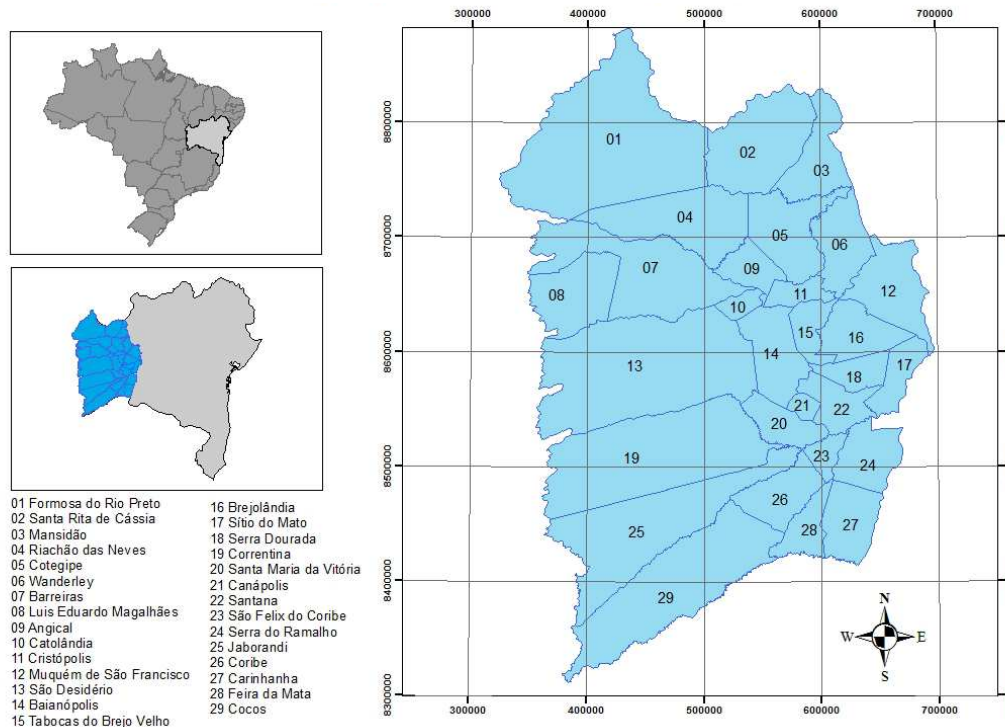 300000 400000 500000 600000 700000
8800000
8700000
8600000
8500000
8400000
8300000
01
02
03
04
05
06
07
08
09
10
11
12
13
14
15
16
17
18
19
20
21
22
23
24
25
26
27
28
29
N
W E
S
300000 400000 500000 600000 700000
01 Formosa do Rio Preto
02 Santa Rita de Cássia
03 Mansidão
04 Riachão das Neves
05 Cotegipe
06 Wanderley
07 Barreiras
08 Luis Eduardo Magalhães
09 Angical
10 Catolândia
11 Cristópolis
12 Muquém de São Francisco
13 São Desidério
14 Baianópolis
15 Tabocas do Brejo Velho
16 Brejolândia
17 Sítio do Mato
18 Serra Dourada
19 Correntina
20 Santa Maria da Vitória
21 Canápolis
22 Santana
23 São Felix do Coribe
24 Serra do Ramalho
25 Jaborandi
26 Coribe
27 Carinhanha
28 Feira da Mata
29 Cocos